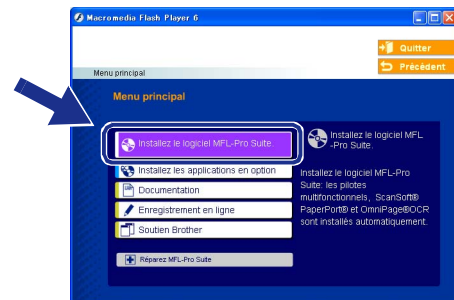 Macromedia Flash Player 6
Quitter
Précédent
Menu principal
Menu principal
Installez le logiciel MFL-Pro Suite.
Installez les applications en option
Documentation
Enregistrement en ligne
Soutien Brother
Réparez MFL-Pro Suite
Installez le logiciel MFL
-Pro Suite.
Installez le logiciel MFL-Pro
Suite: les pilotes
multifonctionnels, ScanSoft®
PaperPort® et OmniPage®OCR
sont installés automatiquement.